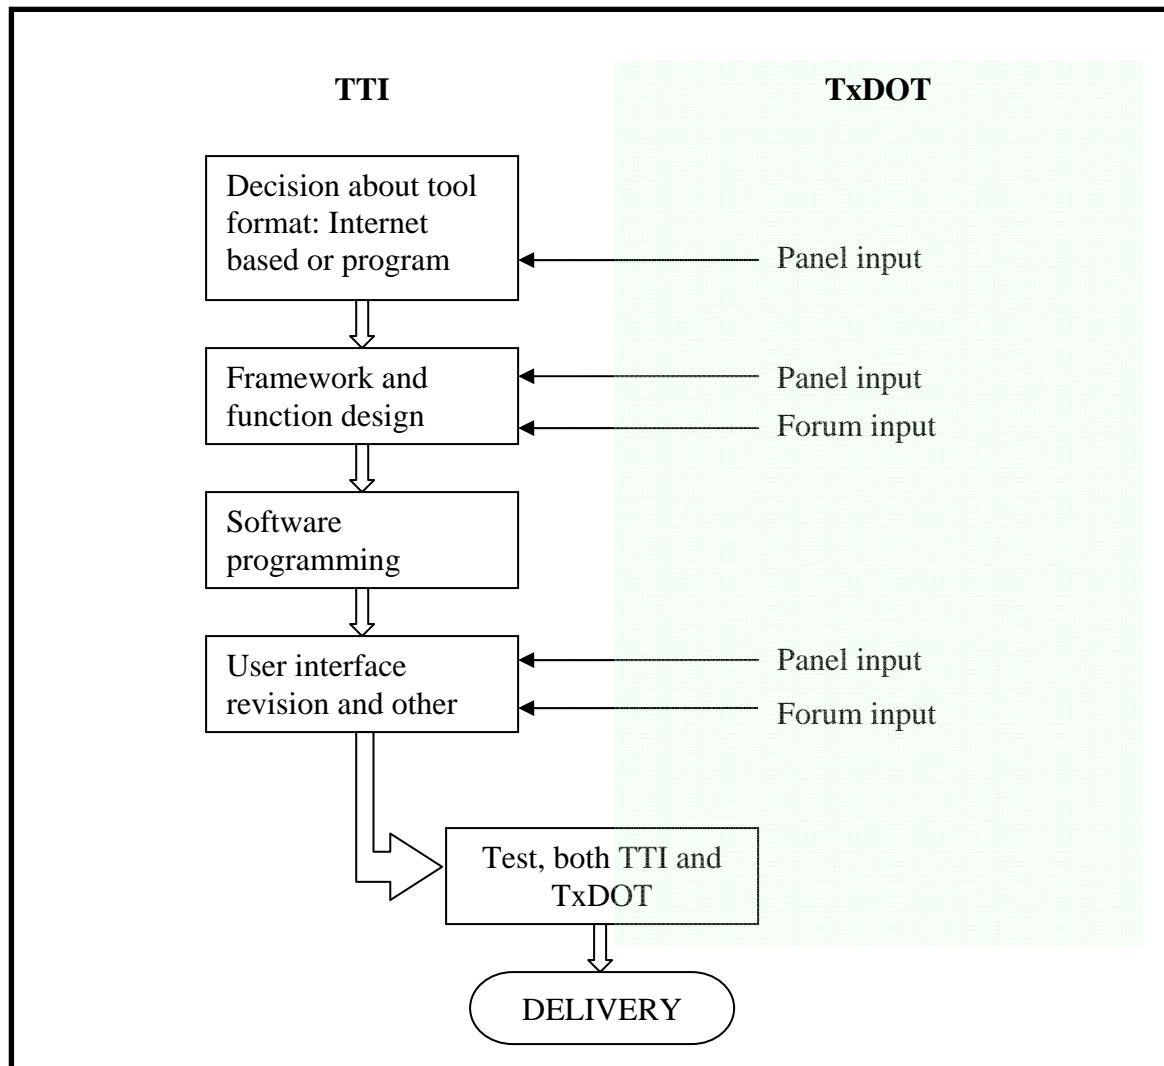 TTI
TxDOT
Decision about tool
format: Internet
based or program
Panel input
Framework and
function design
Panel input
Forum input
Software
programming
User interface
revision and other
Panel input
Forum input
Test, both TTI and
TxDOT
DELIVERY